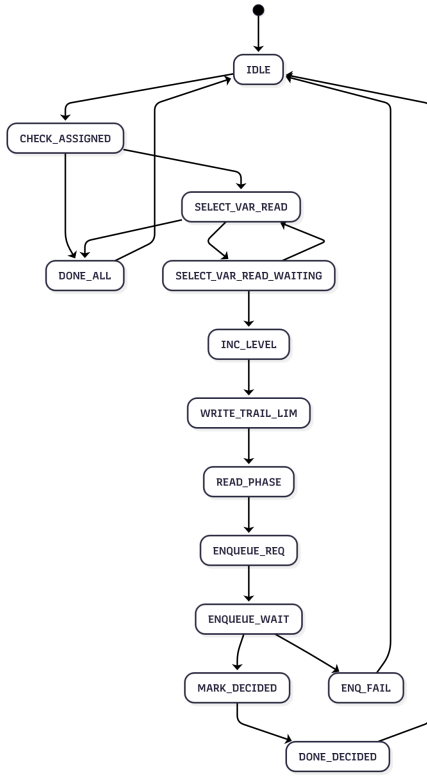 IDLE
CHECK_ASSIGNED
SELECT_VAR_READ
DONE_ALL
SELECT_VAR_READ_WAITING
INC_LEVEL
WRITE_TRAIL_LIM
READ_PHASE
ENQUEUE_REQ
ENQUEUE_WAIT
MARK_DECIDED
ENQ_FAIL
DONE_DECIDED